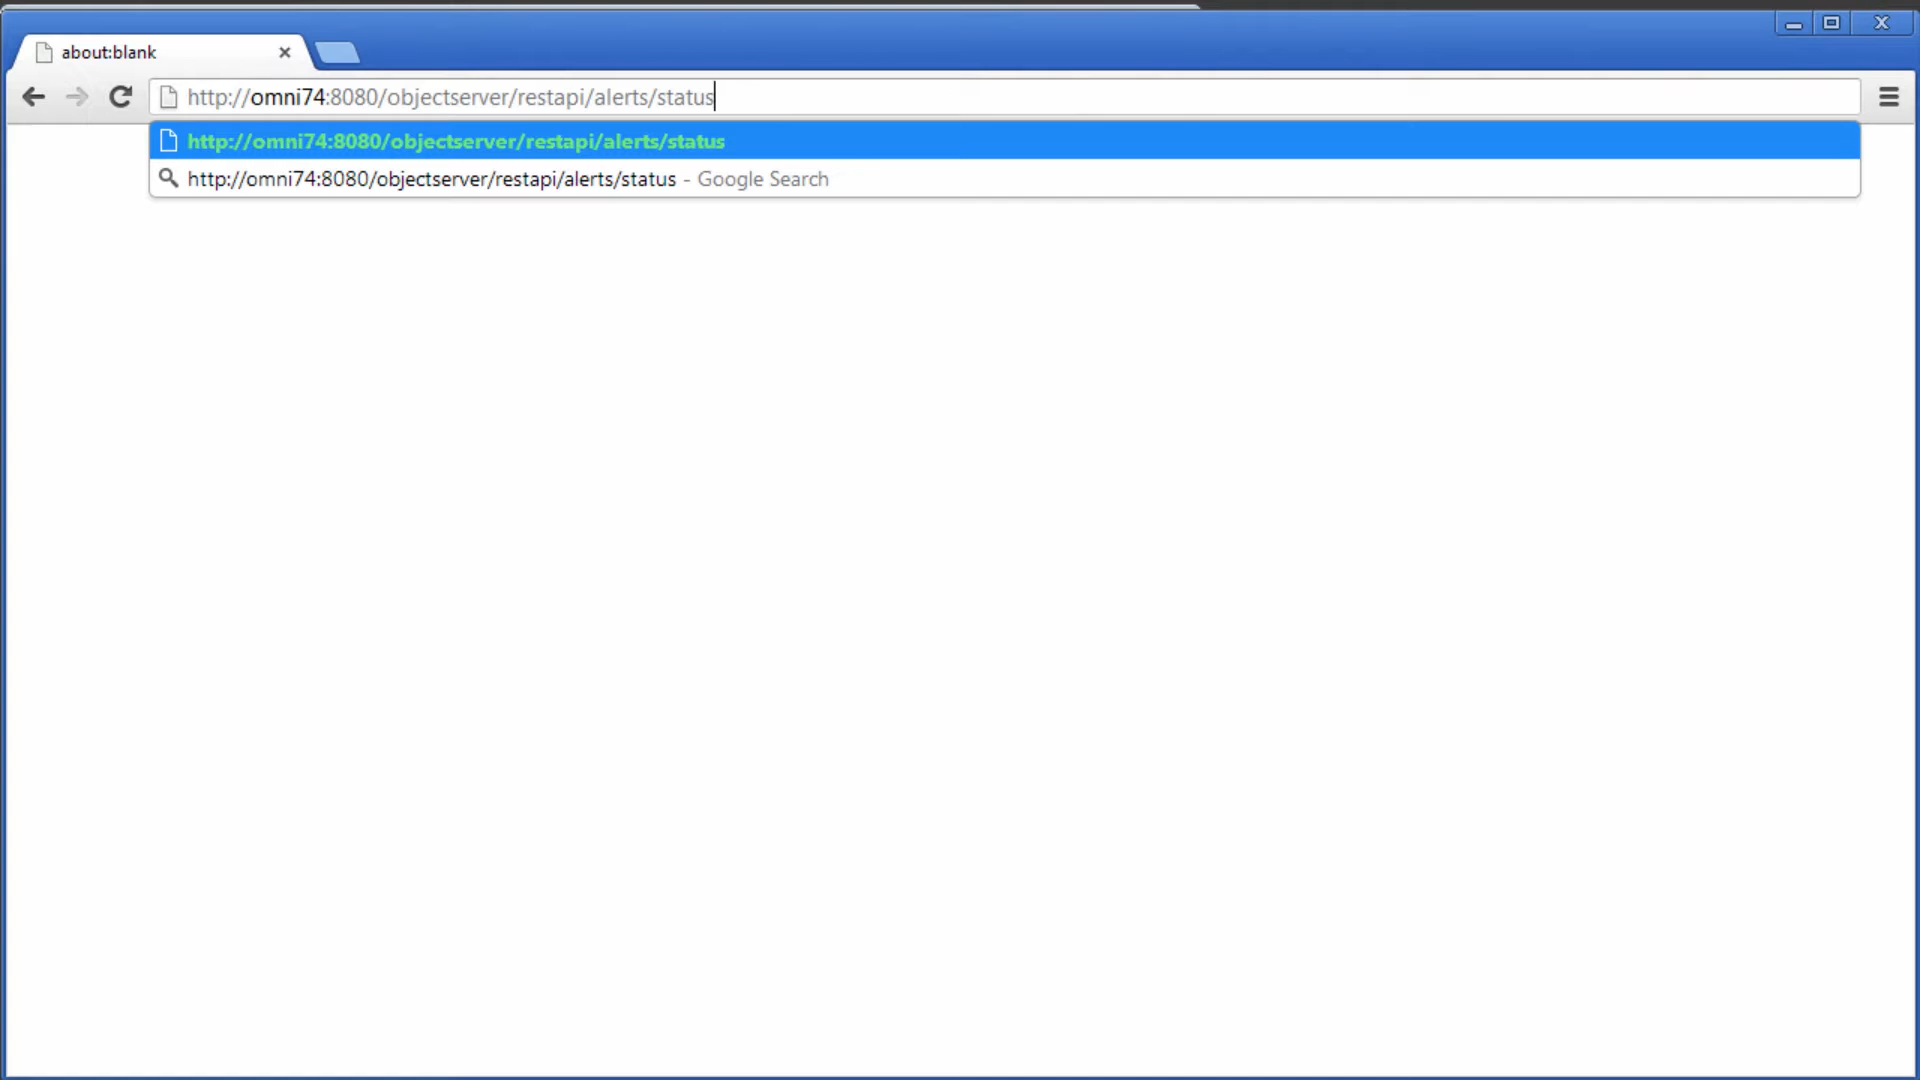 about:blank
http://omni74:8080/objectserver/restapi/alerts/status
http://omni74:8080/objectserver/restapi/alerts/status
http://omni74:8080/objectserver/restapi/alerts/status - Google Search